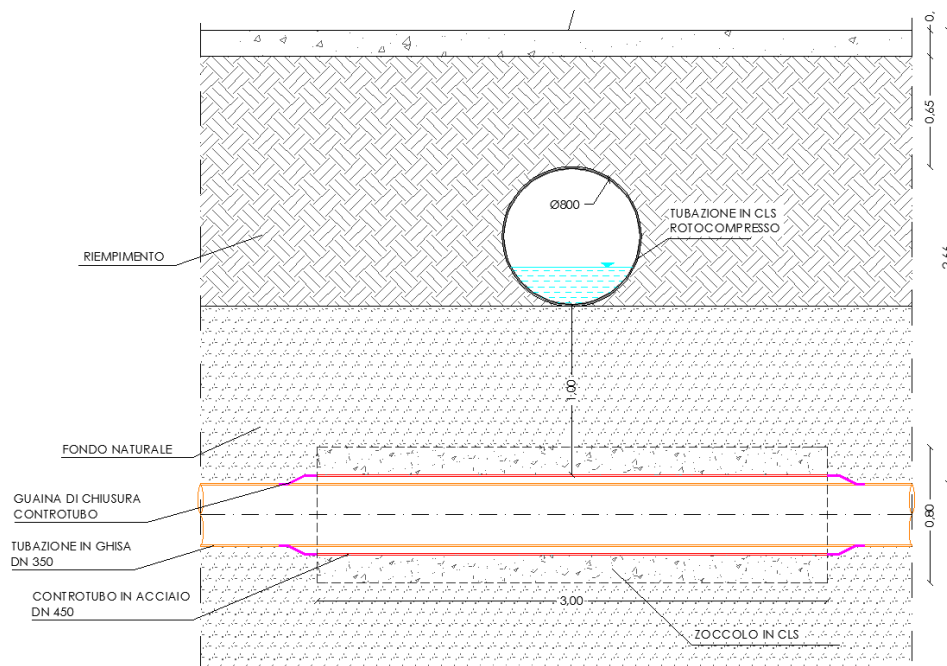 0,
0.65
Ø800
TUBAZIONE IN CLS
ROTOCOMPRESSO
RIEMPIMENTO
1.00
FONDO NATURALE
GUAINA DI CHIUSURA
CONTROTUBO
0.80
TUBAZIONE IN GHISA
DN 350
CONTROTUBO IN ACCIAIO
DN 450
3.00
ZOCCOLO IN CLS